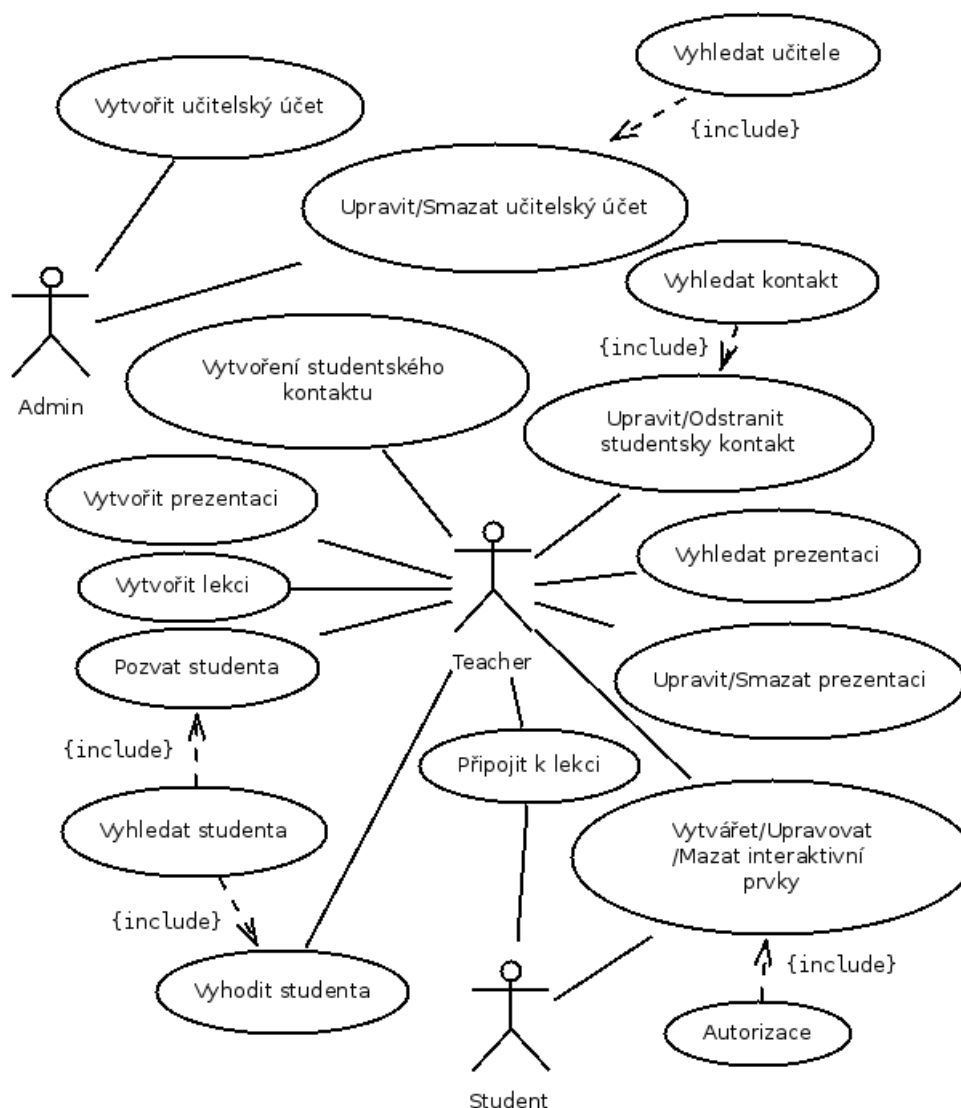 Vyhledat učitele
Vytvořit učitelský účet
{include}
Upravit/Smazat učitelský účet
Vyhledat kontakt
{include}
Admin
Vytvoření studentského
kontaktu
Upravit/Odstranit
studentsky kontakt
Vytvořit prezentaci
Vyhledat prezentaci
Vytvořit lekci
Pozvat studenta
Teacher
Upravit/Smazat prezentaci
{include}
Připojit k lekci
Vyhledat studenta
Vytvářet/Upravovat
/Mazat interaktivní
prvky
{include}
{include}
Vyhodit studenta
Autorizace
Student